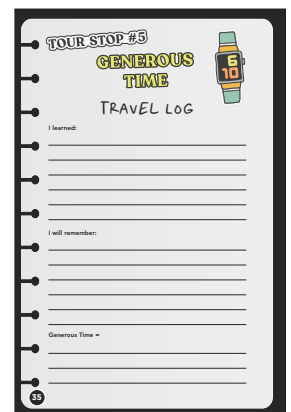 TOUR STOP #5
GENEROUS
TIME
6
10
TRAVEL LOG
I learned:
I will remember:
Generous Time =
35